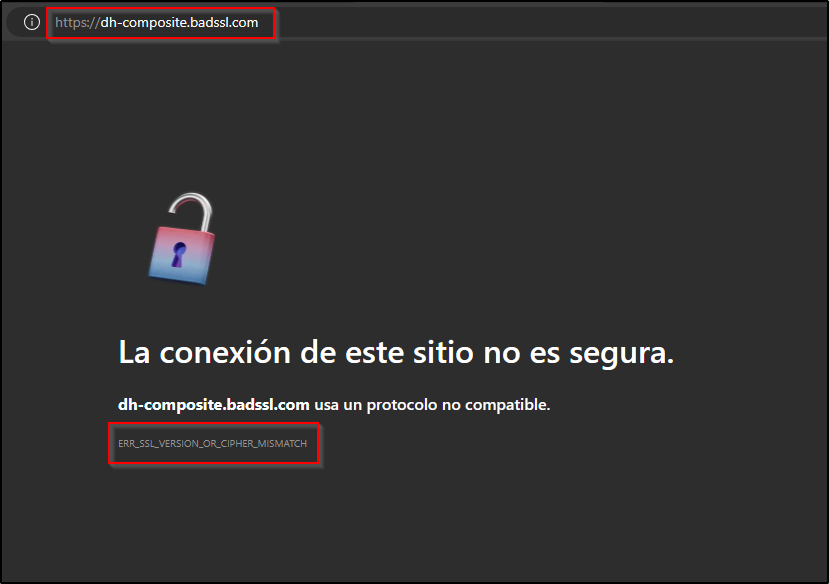 https://dh-composite.badssl.com
La conexión de este sitio no es segura.
dh-composite.badssl.com usa un protocolo no compatible.
ERR_SSL_VERSION_OR_CIPHER_MISMATCH